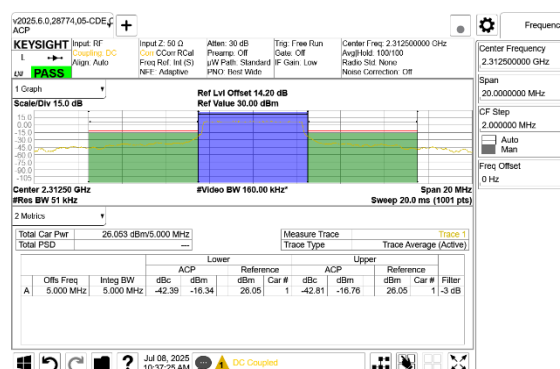 v2025.6.0,28774,05-CDE
ACP
Frequenc
KEYSIGHT Input: RF Input Z: 50 Ω Atten: 30 dB Trig: Free Run Center Freq: 2.312500000 GHz
Coupling: DC Corr CCorr RCal Preamp: Off Gate: Off Avg|Hold: 100/100
L Align: Auto Freq Ref: Int (S) µW Path: Standard IF Gain: Low Radio Std: None
PASS NFE: Adaptive PNO: Best Wide Noise Correction: Off
Center Frequency
2.312500000 GHz
Span
20.0000000 MHz
CF Step
2.000000 MHz
Auto
Man
Freq Offset
0 Hz
1 Graph
Scale/Div 15.0 dB
Ref Lvl Offset 14.20 dB
Ref Value 30.00 dBm
15.0
0.00
-15.0
-30.0
-45.0
-60.0
-75.0
-90.0
-105
Center 2.31250 GHz #Video BW 160.00 kHz* Span 20 MHz
#Res BW 51 kHz Sweep 20.0 ms (1001 pts)
2 Metrics
Total Car Pwr 26.053 dBm/5.000 MHz Measure Trace Trace 1
Total PSD --- Trace Type Trace Average (Active)
Lower Upper
ACP Reference ACP Reference
Offs Freq Integ BW dBc dBm dBm Car # dBc dBm dBm Car # Filter
A 5.000 MHz 5.000 MHz -42.39 -16.34 26.05 1 -42.81 -16.76 26.05 1 -3 dB
Jul 08, 2025
10:37:25 AM
DC Coupled